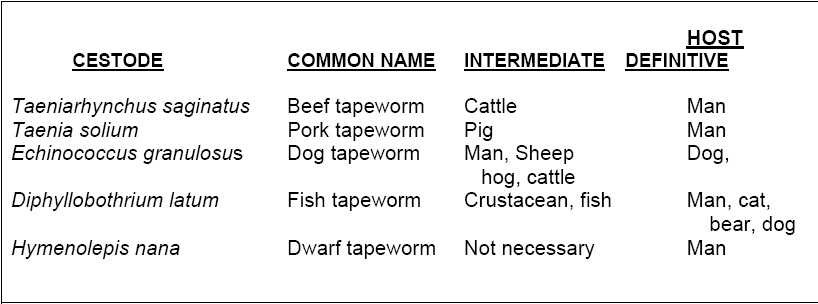 HOST
CESTODE COMMON NAME INTERMEDIATE DEFINITIVE
Taeniarhynchus saginatus Beef tapeworm Cattle Man
Taenia solium Pork tapeworm Pig Man
Echinococcus granulosus Dog tapeworm Man, Sheep Dog,
hog, cattle
Diphyllobothrium latum Fish tapeworm Crustacean, fish Man, cat,
bear, dog
Hymenolepis nana Dwarf tapeworm Not necessary Man